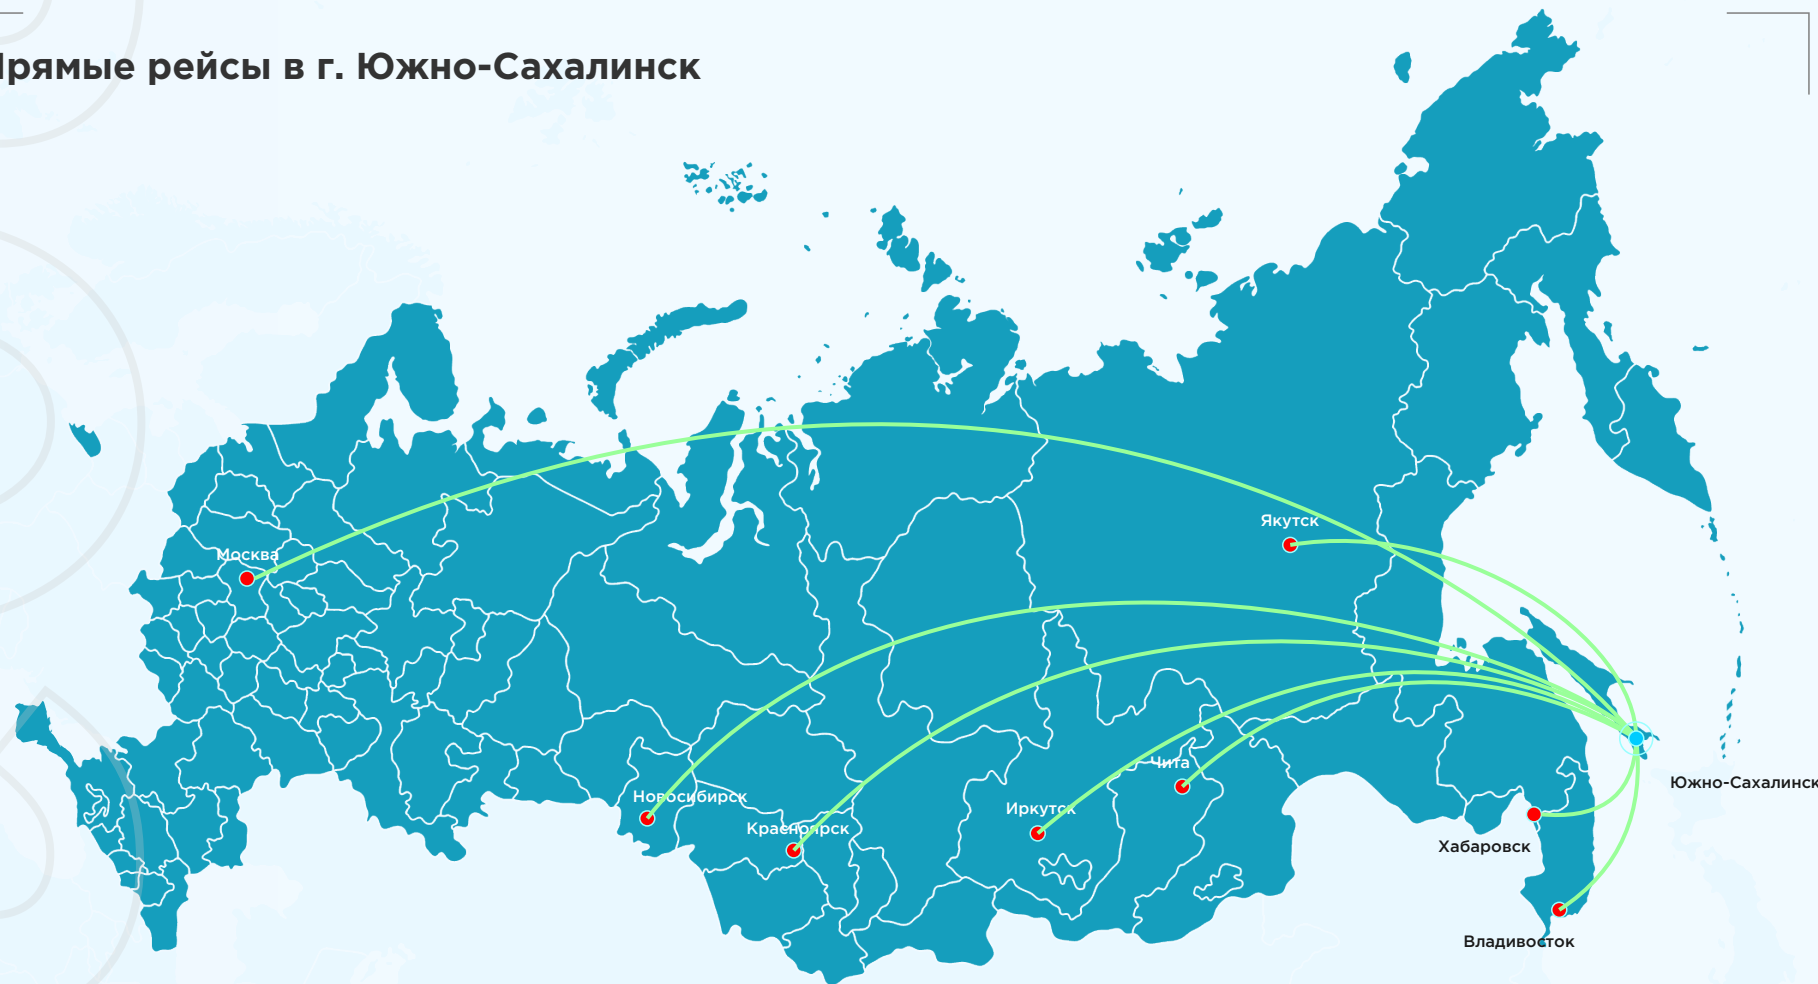 Прямые рейсы в г. Южно-Сахалинск
Якутск
Москва
Чита
Южно-Сахалинск
Новосибирск
Иркутск
Красноярск
Хабаровск
Владивосток